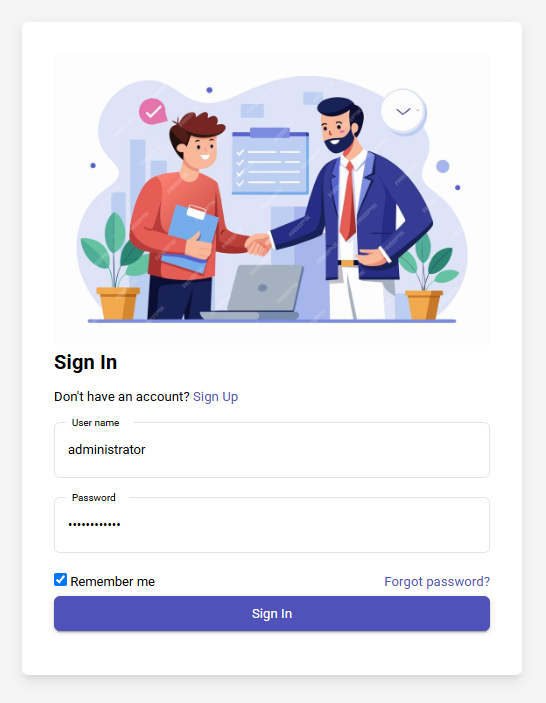 Sign In
Don't have an account? Sign Up
User name
administrator
Password
••••••••••••
Remember me
Forgot password?
Sign In